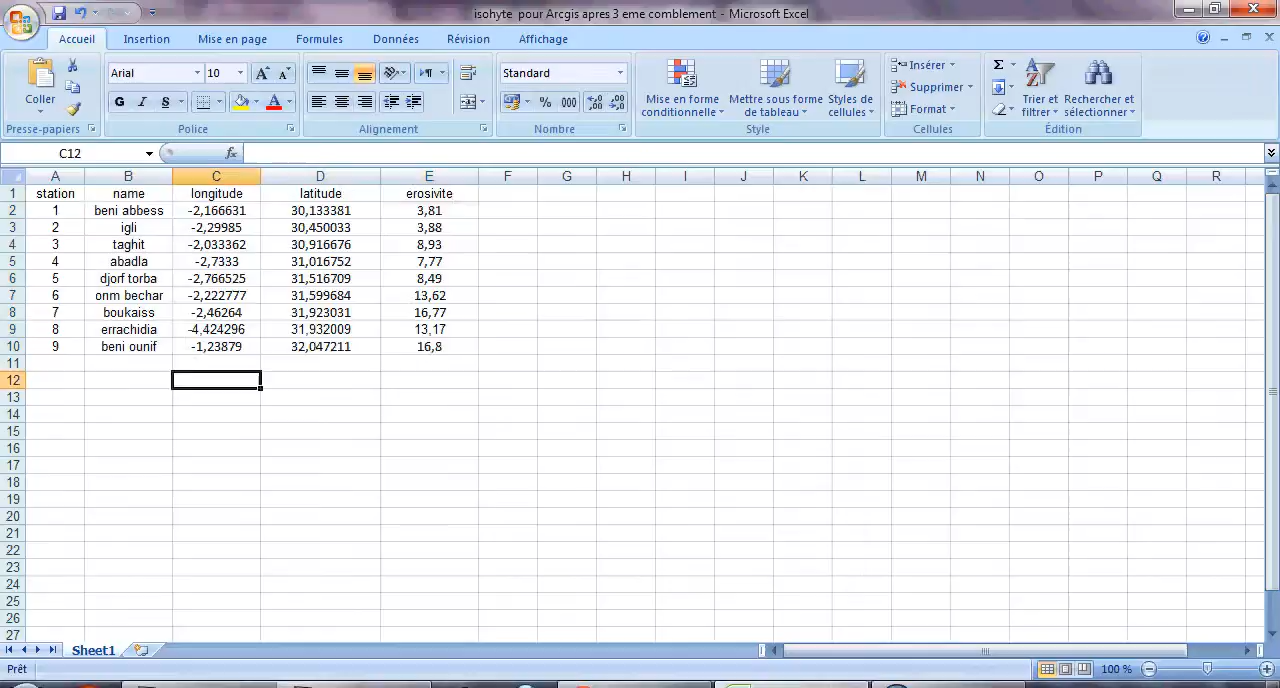 isohyte pour Arcgis apres 3 eme comblement - Microsoft Excel
Accueil Insertion Mise en page Formules Données Révision Affichage
Coller
Presse-papiers
Arial 10
G I S
Police
Alignement
Standard
% 000
Nombre
Mise en forme conditionnelle
Mettre sous forme de tableau
Styles de cellules
Style
Insérer
Supprimer
Format
Cellules
Σ
Trier et filtrer
Rechercher et sélectionner
Édition
C12 fx
A B C D E F G H I J K L M N O P Q R
1 station name longitude latitude erosivite
2 1 beni abbess -2,166631 30,133381 3,81
3 2 igli -2,29985 30,450033 3,88
4 3 taghit -2,033362 30,916676 8,93
5 4 abadla -2,7333 31,016752 7,77
6 5 djorf torba -2,766525 31,516709 8,49
7 6 onm bechar -2,222777 31,599684 13,62
8 7 boukaiss -2,46264 31,923031 16,77
9 8 errachidia -4,424296 31,932009 13,17
10 9 beni ounif -1,23879 32,047211 16,8
11
12
13
14
15
16
17
18
19
20
21
22
23
24
25
26
27
Sheet1
Prêt 100 %